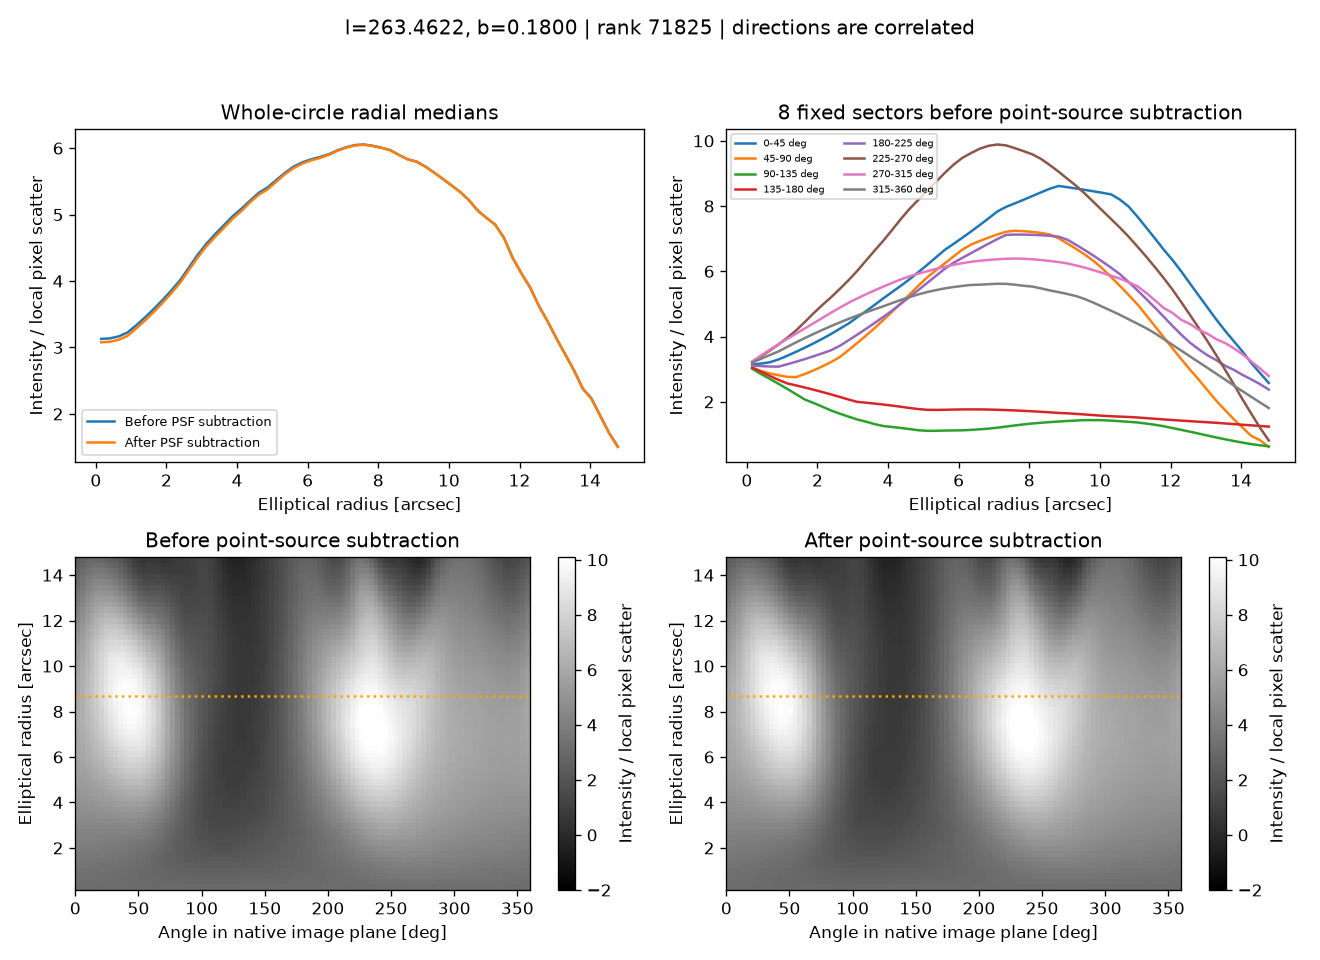 l=263.4622, b=0.1800 | rank 71825 | directions are correlated
Whole-circle radial medians
Intensity / local pixel scatter
6
5
4
3
2
Before PSF subtraction
After PSF subtraction
0 2 4 6 8 10 12 14
Elliptical radius [arcsec]
8 fixed sectors before point-source subtraction
Intensity / local pixel scatter
10
8
6
4
2
0-45 deg
45-90 deg
90-135 deg
135-180 deg
180-225 deg
225-270 deg
270-315 deg
315-360 deg
0 2 4 6 8 10 12 14
Elliptical radius [arcsec]
Before point-source subtraction
Elliptical radius [arcsec]
14
12
10
8
6
4
2
0 50 100 150 200 250 300 350
Angle in native image plane [deg]
10
8
6
4
2
0
−2
Intensity / local pixel scatter
After point-source subtraction
Elliptical radius [arcsec]
14
12
10
8
6
4
2
0 50 100 150 200 250 300 350
Angle in native image plane [deg]
10
8
6
4
2
0
−2
Intensity / local pixel scatter